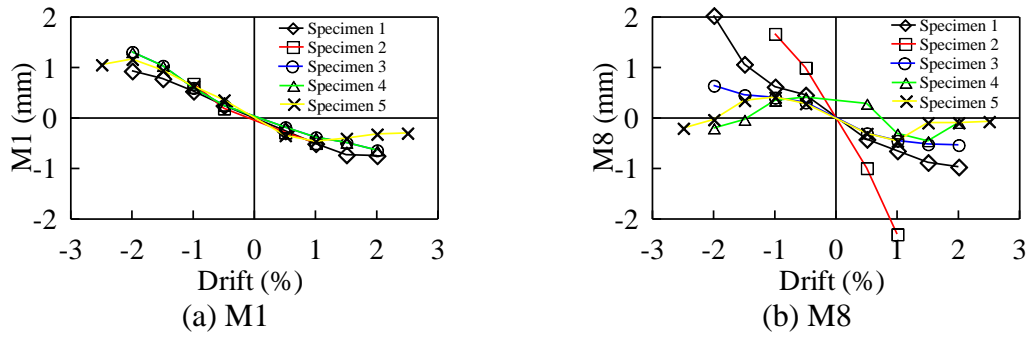 2
1
0
1
-2
M1 (mm)
Specimen 1
Specimen 2
Specimen 3
Specimen 4
Specimen 5
-3 -2 -1 0 1 2 3
Drift (%)
(a) M1
2
1
0
-1
-2
M8 (mm)
Specimen 1
Specimen 2
Specimen 3
Specimen 4
Specimen 5
-3 -2 -1 0 1 2 3
Drift (%)
(b) M8